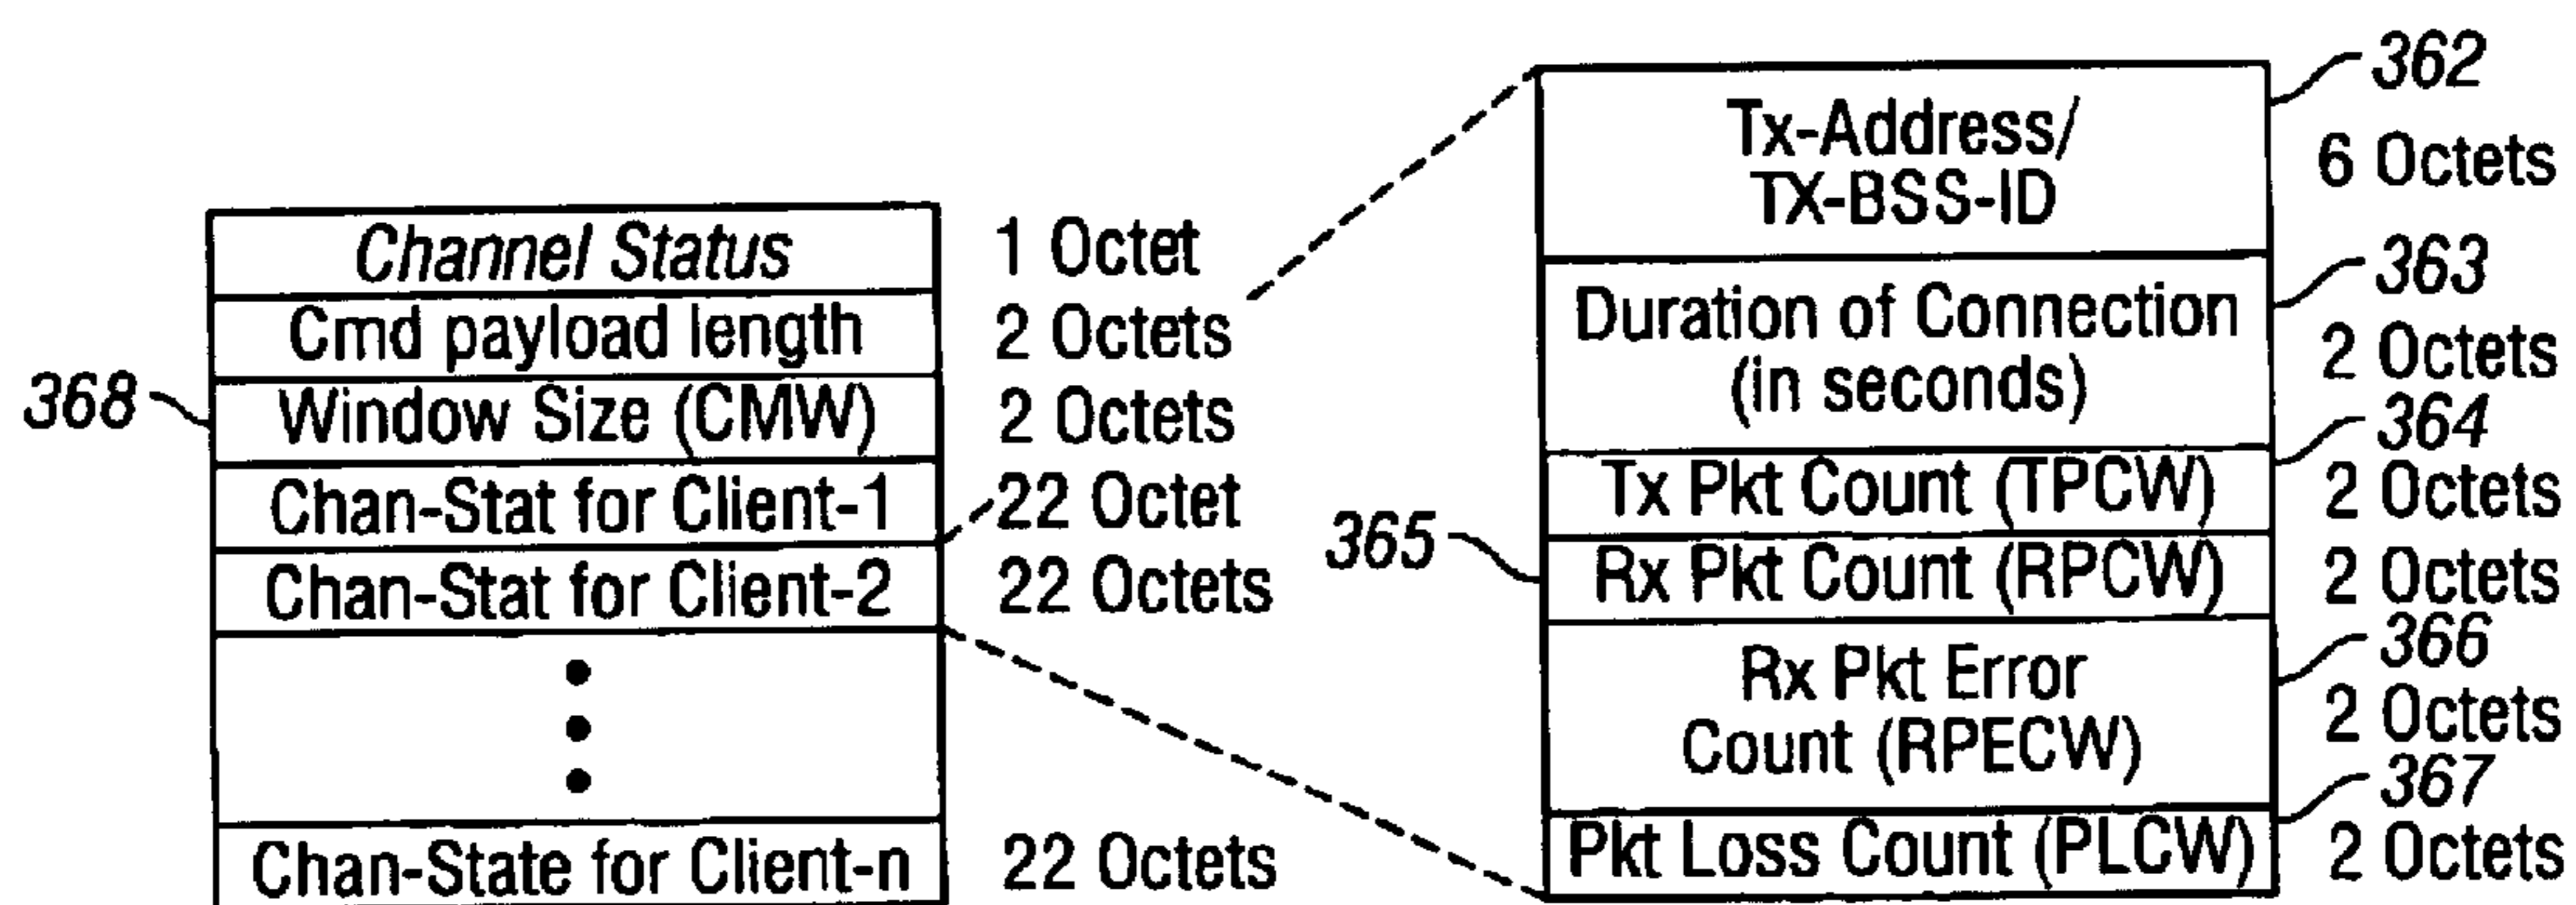 Channel Status
1 Octet
Cmd payload length
2 Octets
368
Window Size (CMW)
2 Octets
Chan-Stat for Client-1
22 Octet
Chan-Stat for Client-2
22 Octets
Chan-State for Client-n
22 Octets
362
Tx-Address/
TX-BSS-ID
6 Octets
363
Duration of Connection
(in seconds)
2 Octets
364
Tx Pkt Count (TPCW)
2 Octets
365
Rx Pkt Count (RPCW)
2 Octets
366
Rx Pkt Error
Count (RPECW)
2 Octets
367
Pkt Loss Count (PLCW)
2 Octets